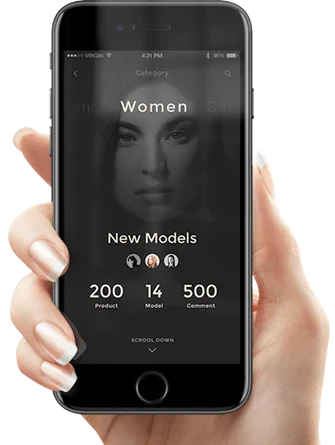 ●●●○○ VIRGIN 4:21 PM 95%
Category
Women
New Models
200 14 500
Product Model Comment
SCROOL DOWN